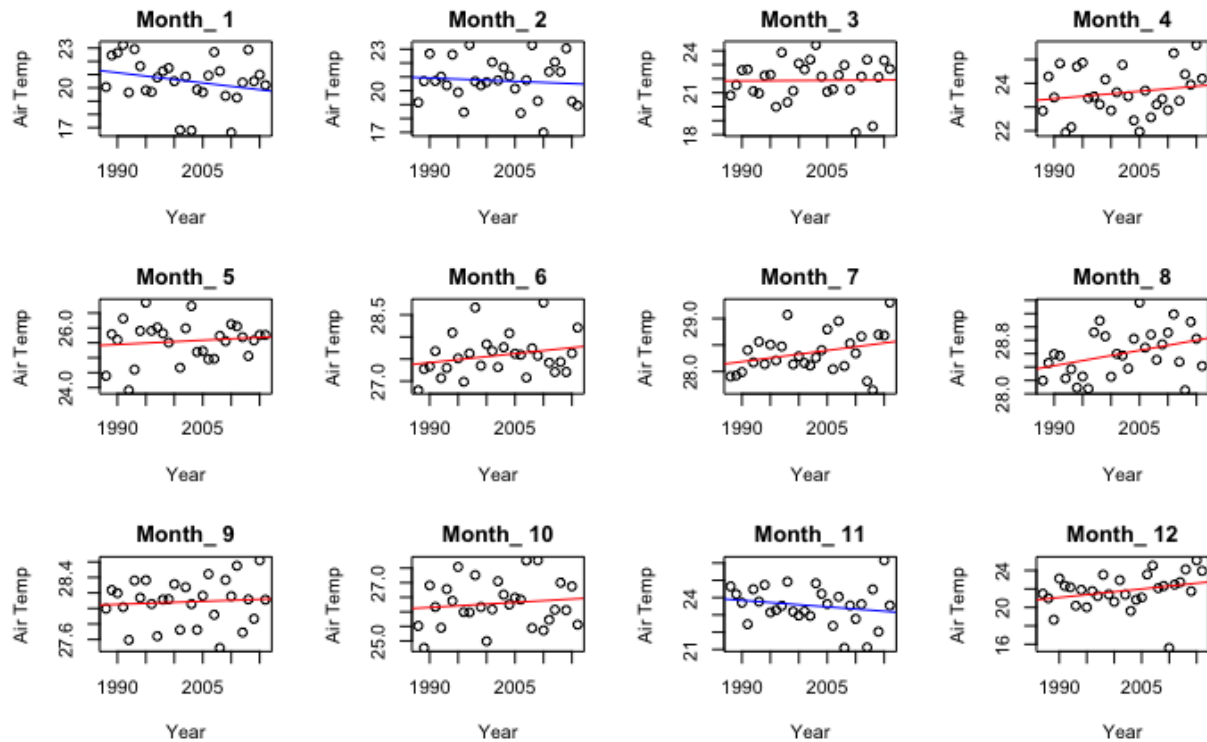 Month_ 1 Month_ 2 Month_ 3 Month_ 4
Air Temp 17 20 23 Air Temp 17 20 23 Air Temp 18 21 24 Air Temp 22 24
1990 2005 1990 2005 1990 2005 1990 2005
Year Year Year Year
Month_ 5 Month_ 6 Month_ 7 Month_ 8
Air Temp 24.0 26.0 Air Temp 27.0 28.5 Air Temp 28.0 29.0 Air Temp 28.0 28.8
1990 2005 1990 2005 1990 2005 1990 2005
Year Year Year Year
Month_ 9 Month_ 10 Month_ 11 Month_ 12
Air Temp 27.6 28.4 Air Temp 25.0 27.0 Air Temp 21 24 Air Temp 16 20 24
1990 2005 1990 2005 1990 2005 1990 2005
Year Year Year Year